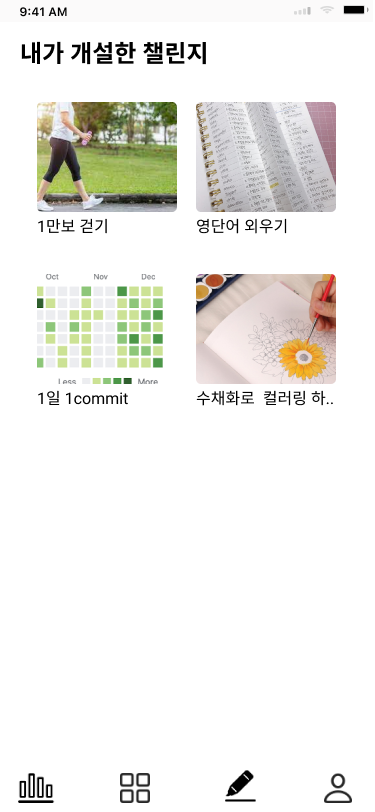 9:41 AM
내가 개설한 챌린지
1만보 걷기
영단어 외우기
Oct Nov Dec
Less More
1일 1commit
수채화로 컬러링 하..